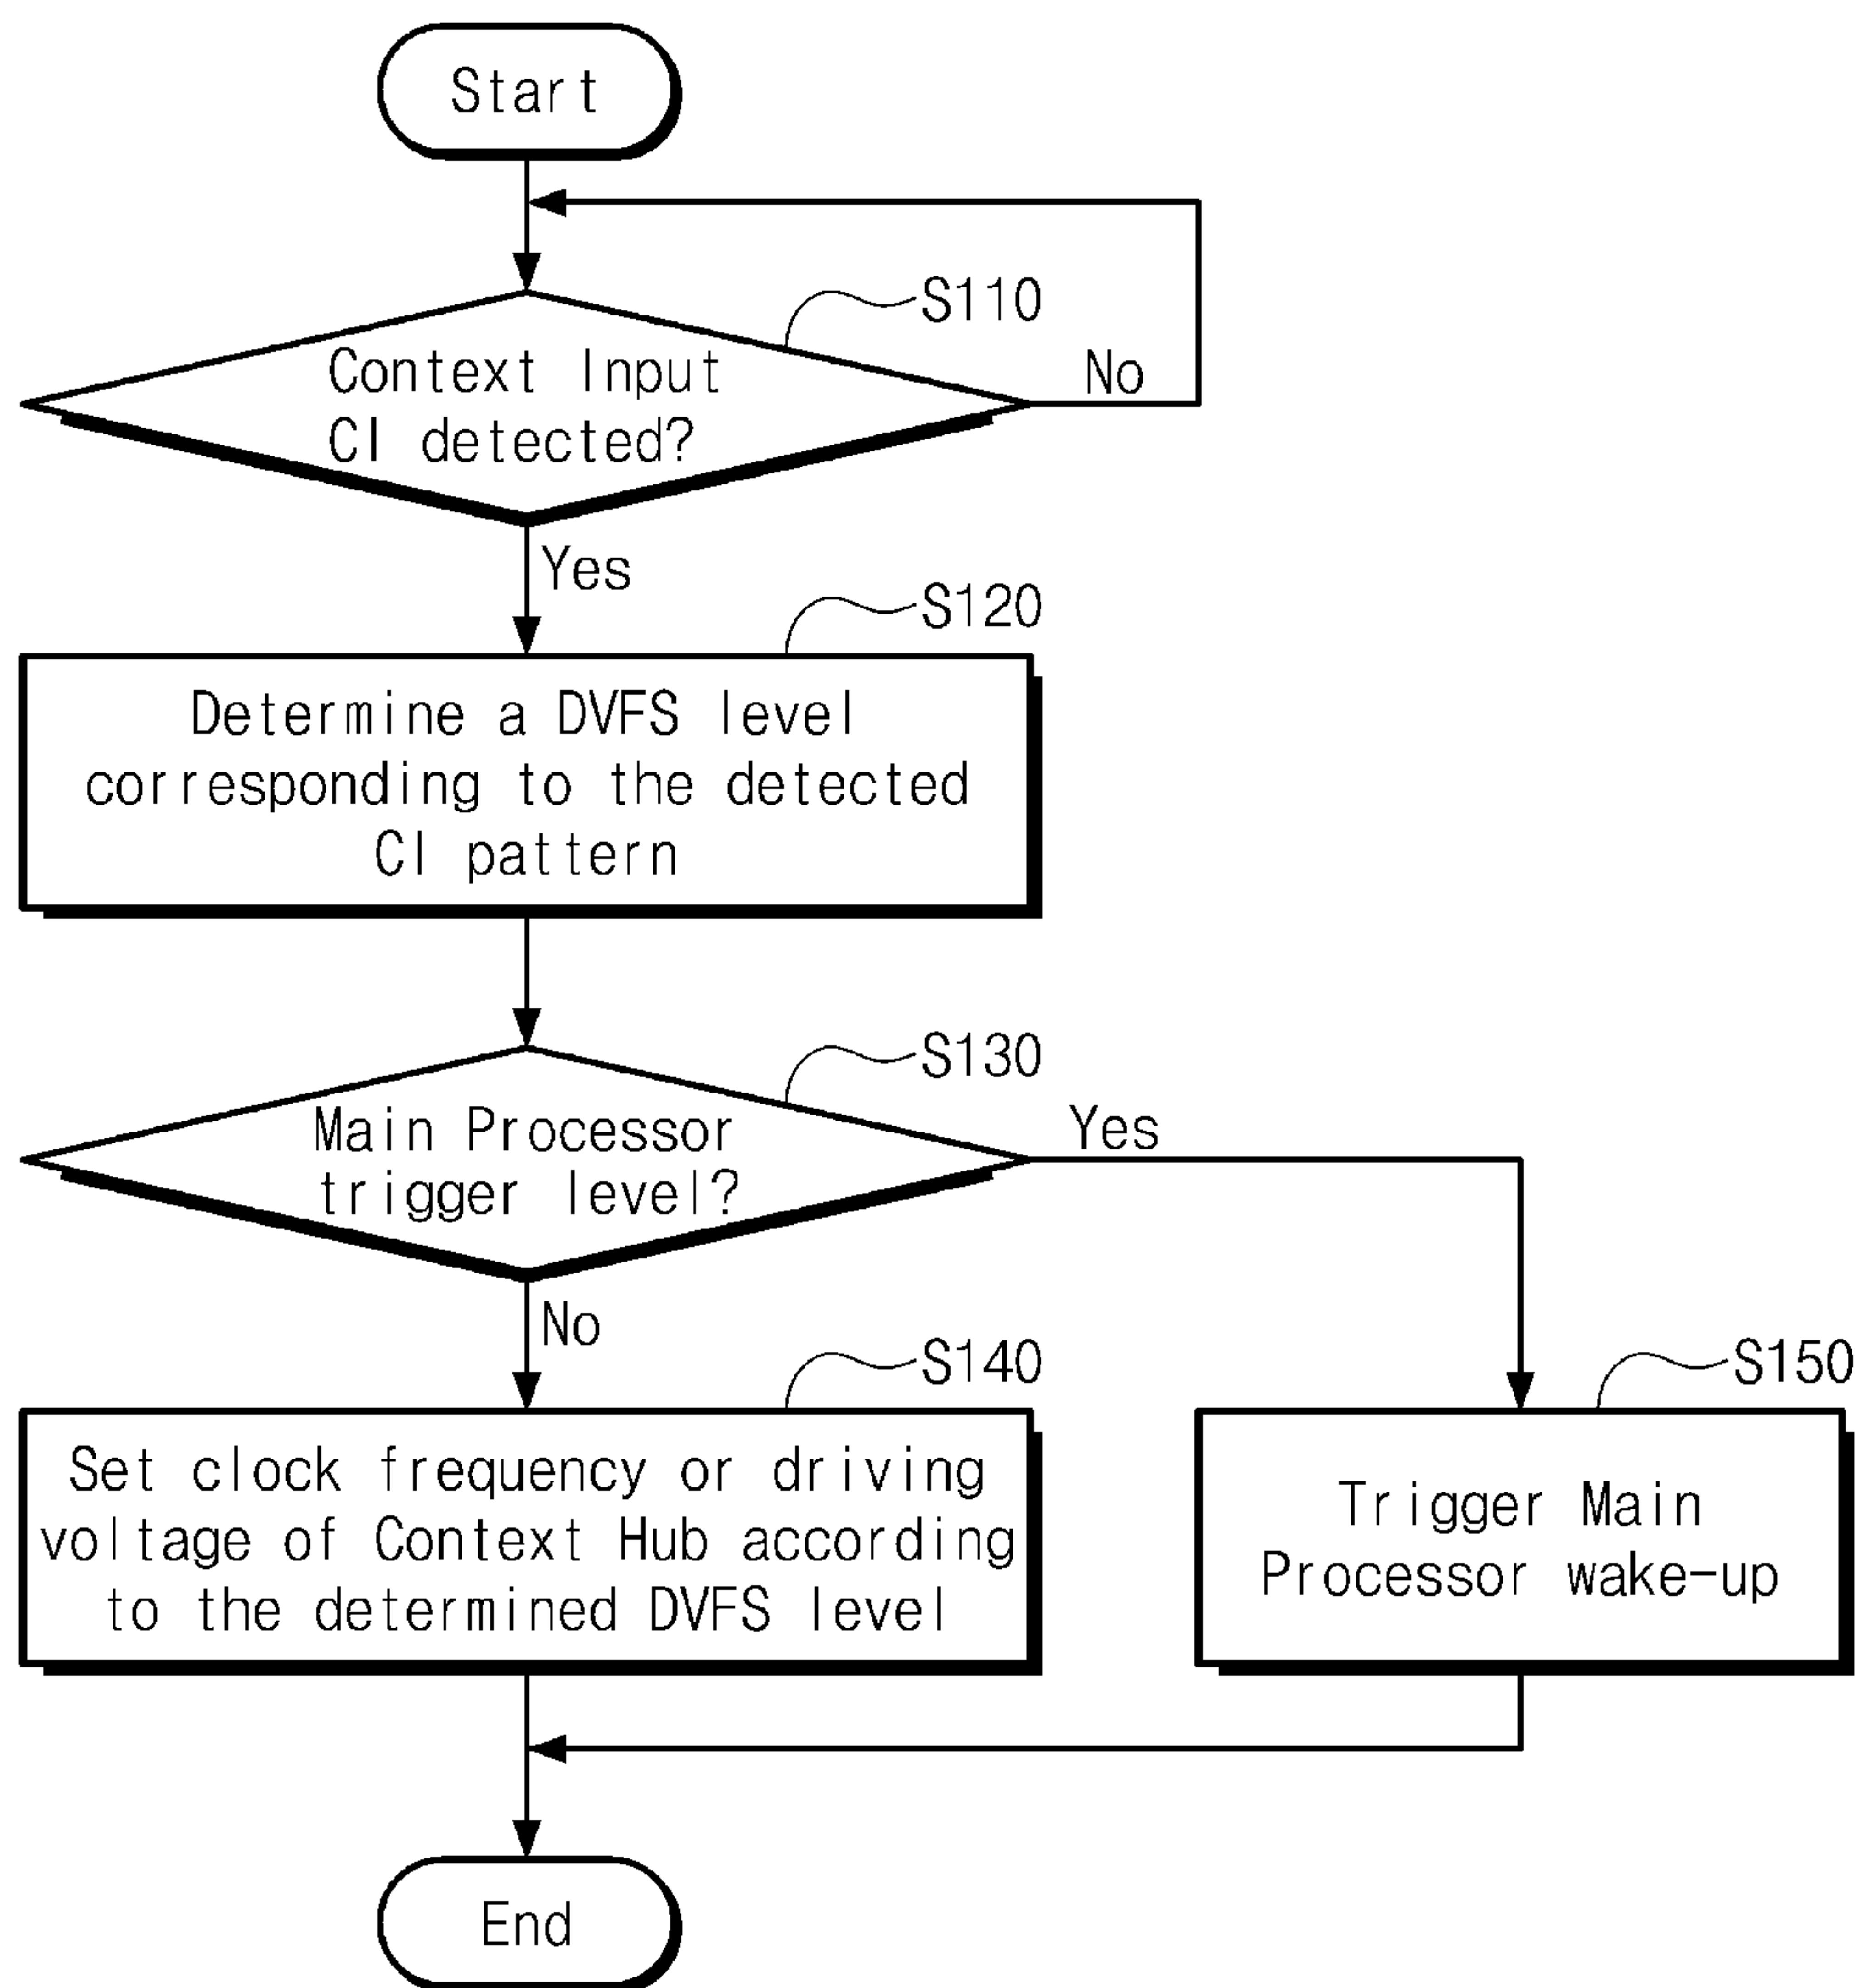 Start
S110
Context Input
CI detected?
No
Yes
S120
Determine a DVFS level
corresponding to the detected
CI pattern
S130
Main Processor
trigger level?
Yes
No
S140
Set clock frequency or driving
voltage of Context Hub according
to the determined DVFS level
S150
Trigger Main
Processor wake-up
End